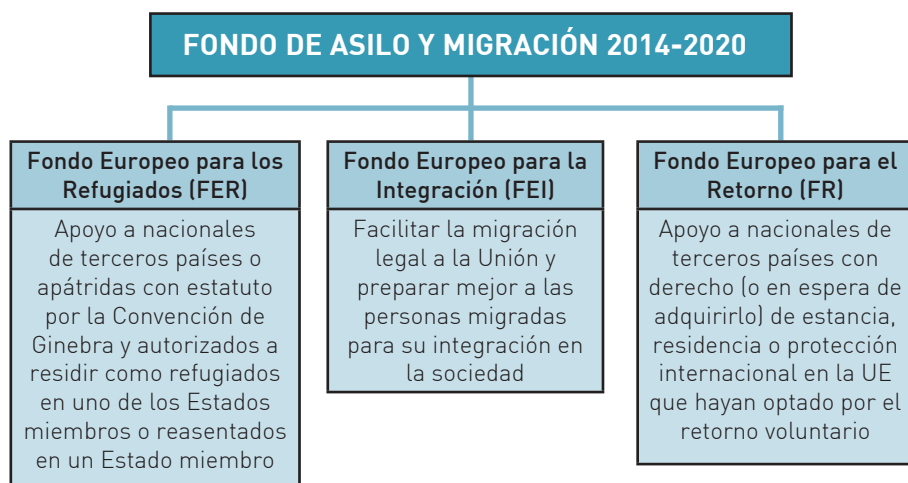 FONDO DE ASILO Y MIGRACIÓN 2014-2020
Fondo Europeo para los
Refugiados (FER)
Apoyo a nacionales
de terceros países o
apátridas con estatuto
por la Convención de
Ginebra y autorizados a
residir como refugiados
en uno de los Estados
miembros o reasentados
en un Estado miembro
Fondo Europeo para la
Integración (FEI)
Facilitar la migración
legal a la Unión y
preparar mejor a las
personas migradas
para su integración en
la sociedad
Fondo Europeo para el
Retorno (FR)
Apoyo a nacionales de
terceros países con
derecho (o en espera de
adquirirlo) de estancia,
residencia o protección
internacional en la UE
que hayan optado por el
retorno voluntario